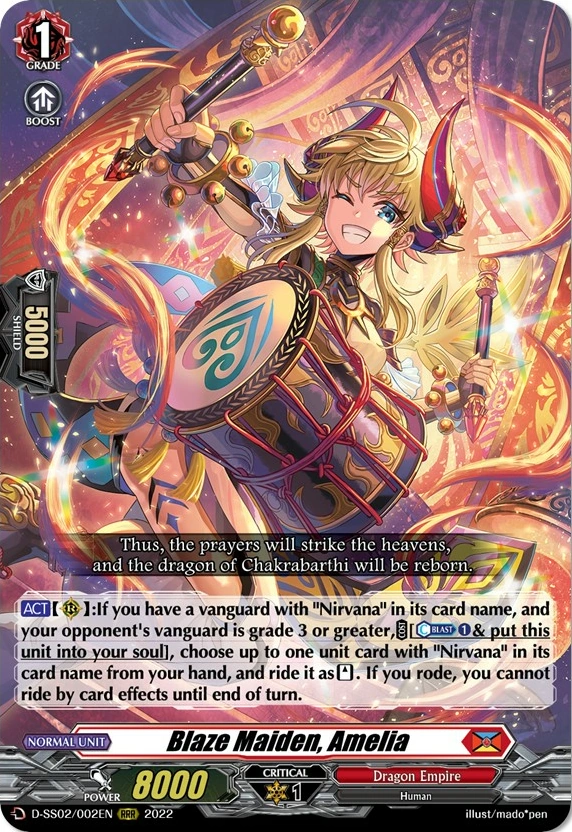 1
GRADE
BOOST
5000
SHIELD
Thus, the prayers will strike the heavens,
and the dragon of Chakrabarthi will be reborn.
ACT【】:If you have a vanguard with "Nirvana" in its card name, and
your opponent's vanguard is grade 3 or greater, [C BLAST 1 & put this
unit into your soul], choose up to one unit card with "Nirvana" in its
card name from your hand, and ride it as. If you rode, you cannot
ride by card effects until end of turn.
NORMAL UNIT
Blaze Maiden, Amelia
POWER 8000
CRITICAL
1
Dragon Empire
Human
D-SS02/002EN RRR 2022
illust/mado*pen